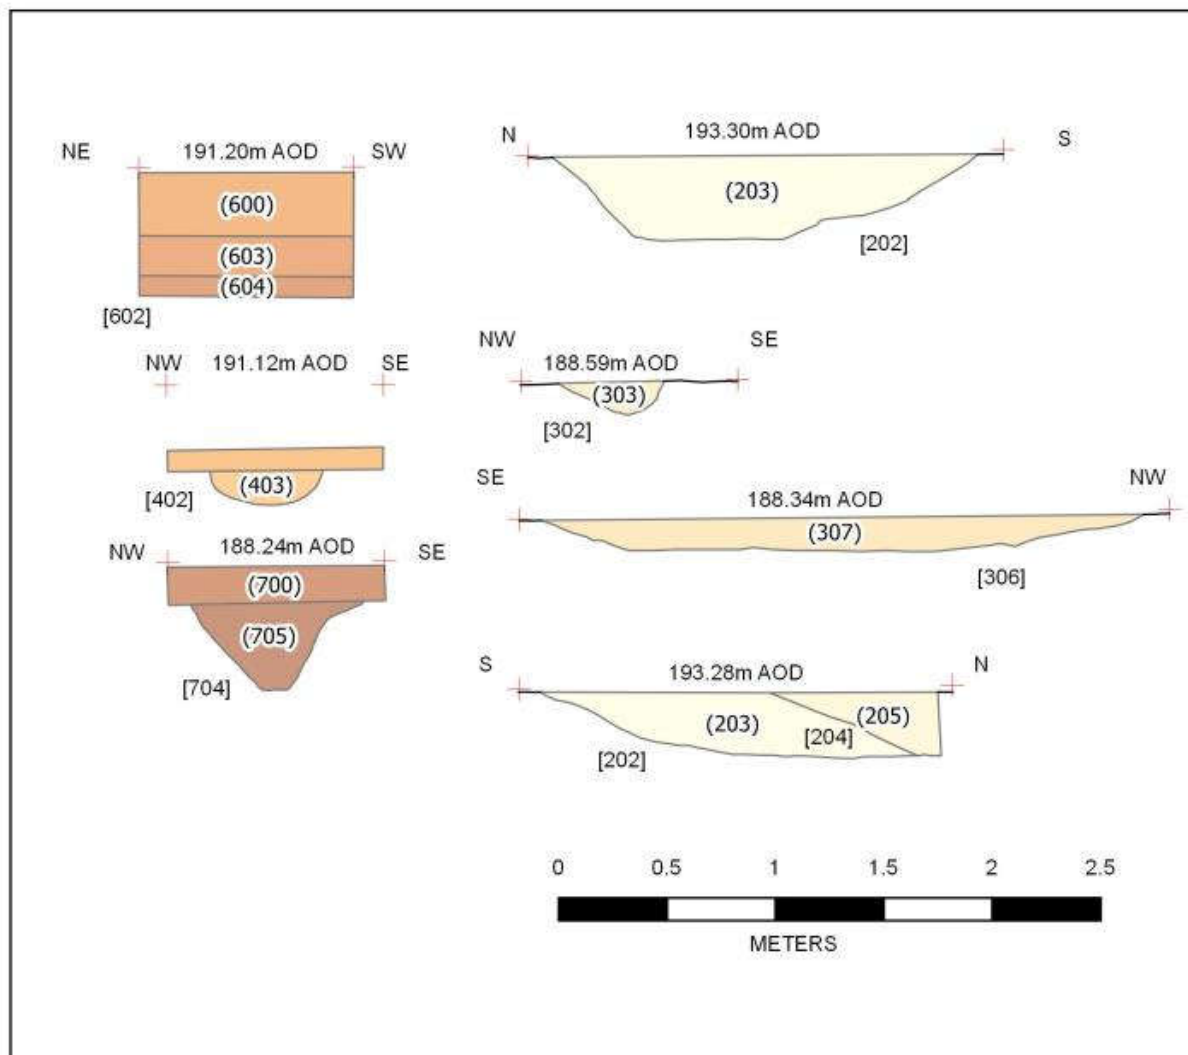 NE 191.20m AOD SW
(600)
(603)
(604)
[602]
NW 191.12m AOD SE
(403)
[402]
NW 188.24m AOD SE
(700)
(705)
[704]
N 193.30m AOD S
(203)
[202]
NW 188.59m AOD SE
(303)
[302]
SE 188.34m AOD NW
(307)
[306]
S 193.28m AOD N
(203) (205)
[204]
[202]
0 0.5 1 1.5 2 2.5
METERS